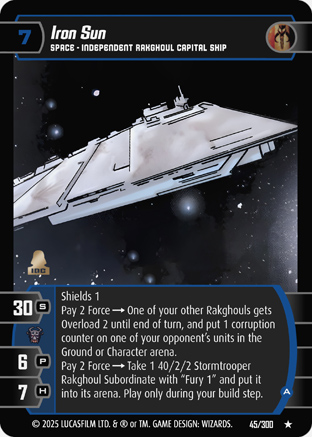 7
Iron Sun
SPACE - INDEPENDENT RAKGHOUL CAPITAL SHIP
IBC
30 S
6 P
7 H
Shields 1
Pay 2 Force → One of your other Rakghouls gets
Overload 2 until end of turn, and put 1 corruption
counter on one of your opponent's units in the
Ground or Character arena.
Pay 2 Force → Take 1 40/2/2 Stormtrooper
Rakghoul Subordinate with “Fury 1” and put it
into its arena. Play only during your build step.
A
© 2025 LUCASFILM LTD. & ® or TM. GAME DESIGN: WIZARDS.
45/300 ★